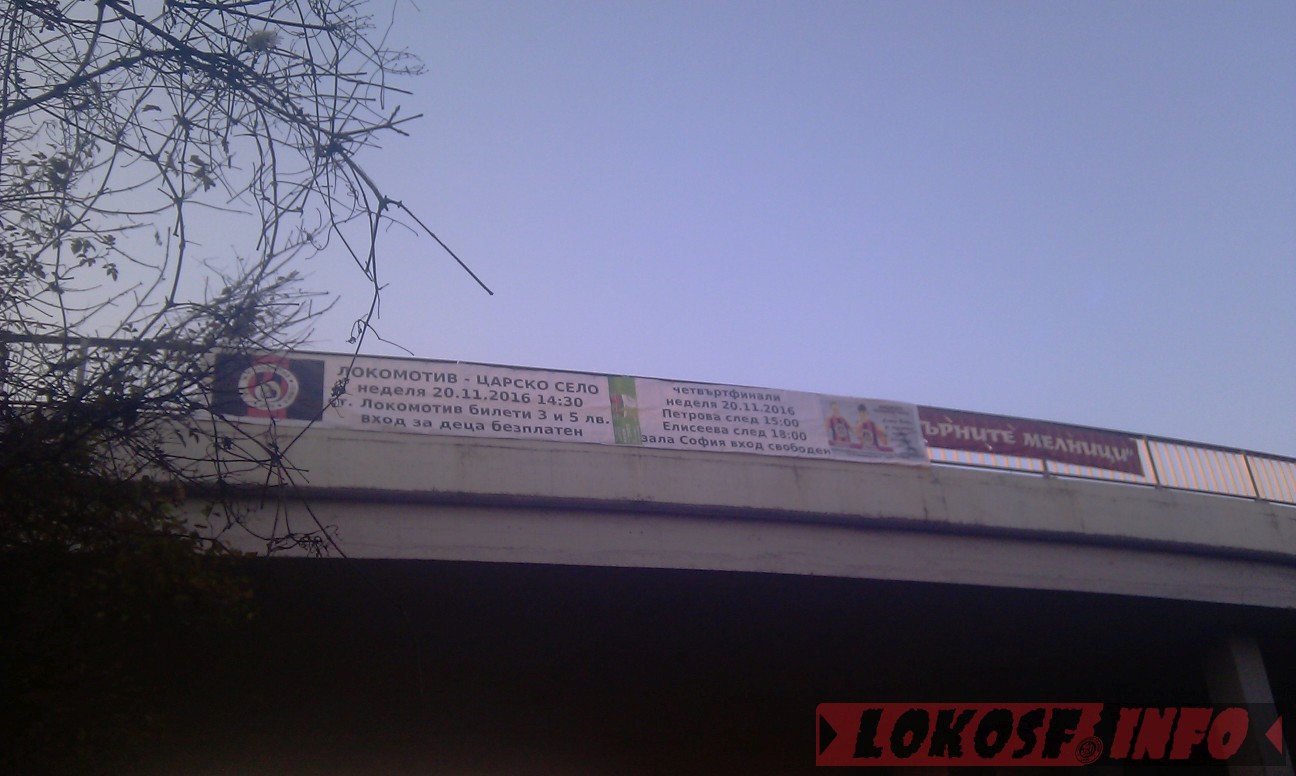 ЛОКОМОТИВ - ЦАРСКО СЕЛО
неделя 20.11.2016 14:30
г. Локомотив билети 3 и 5 лв.
вход за деца безплатен
четвъртфинали
неделя 20.11.2016
Петрова след 15:00
Елисеева след 18:00
зала София вход свободен
ърните мелници"
LOKOSF.INFO